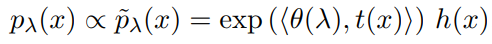 p_λ(x) ∝ p̃_λ(x) = exp (⟨θ(λ), t(x)⟩) h(x)